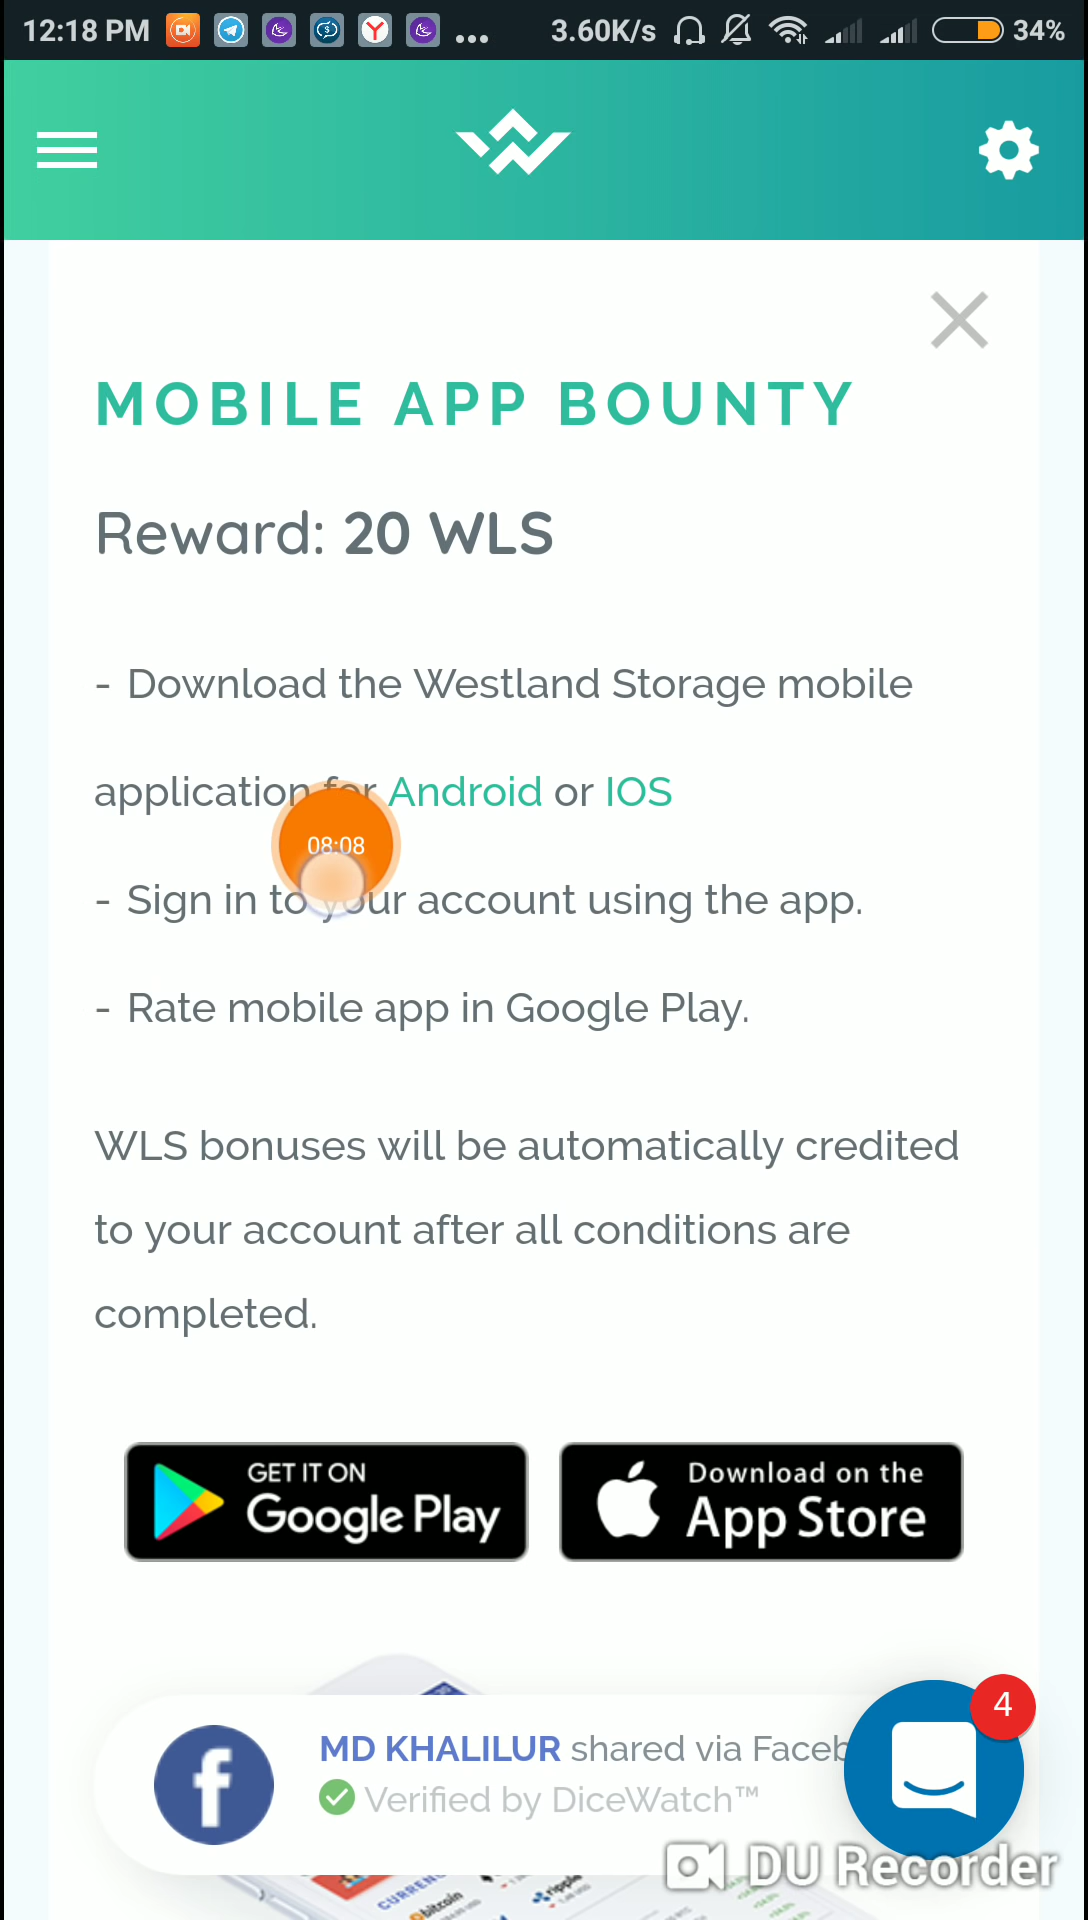 12:18 PM ... 3.60K/s 34%
MOBILE APP BOUNTY
Reward: 20 WLS
- Download the Westland Storage mobile
application for Android or IOS
08:08
- Sign in to your account using the app.
- Rate mobile app in Google Play.
WLS bonuses will be automatically credited
to your account after all conditions are
completed.
GET IT ON
Google Play
Download on the
App Store
4
MD KHALILUR shared via Faceb
Verified by DiceWatch™
DU Recorder
bitcoin
ripple